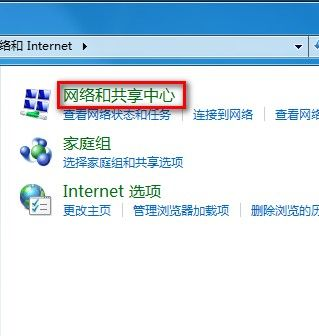 络和 Internet
网络和共享中心
查看网络状态和任务 连接到网络 查看网络
家庭组
选择家庭组和共享选项
Internet 选项
更改主页 管理浏览器加载项 删除浏览的历